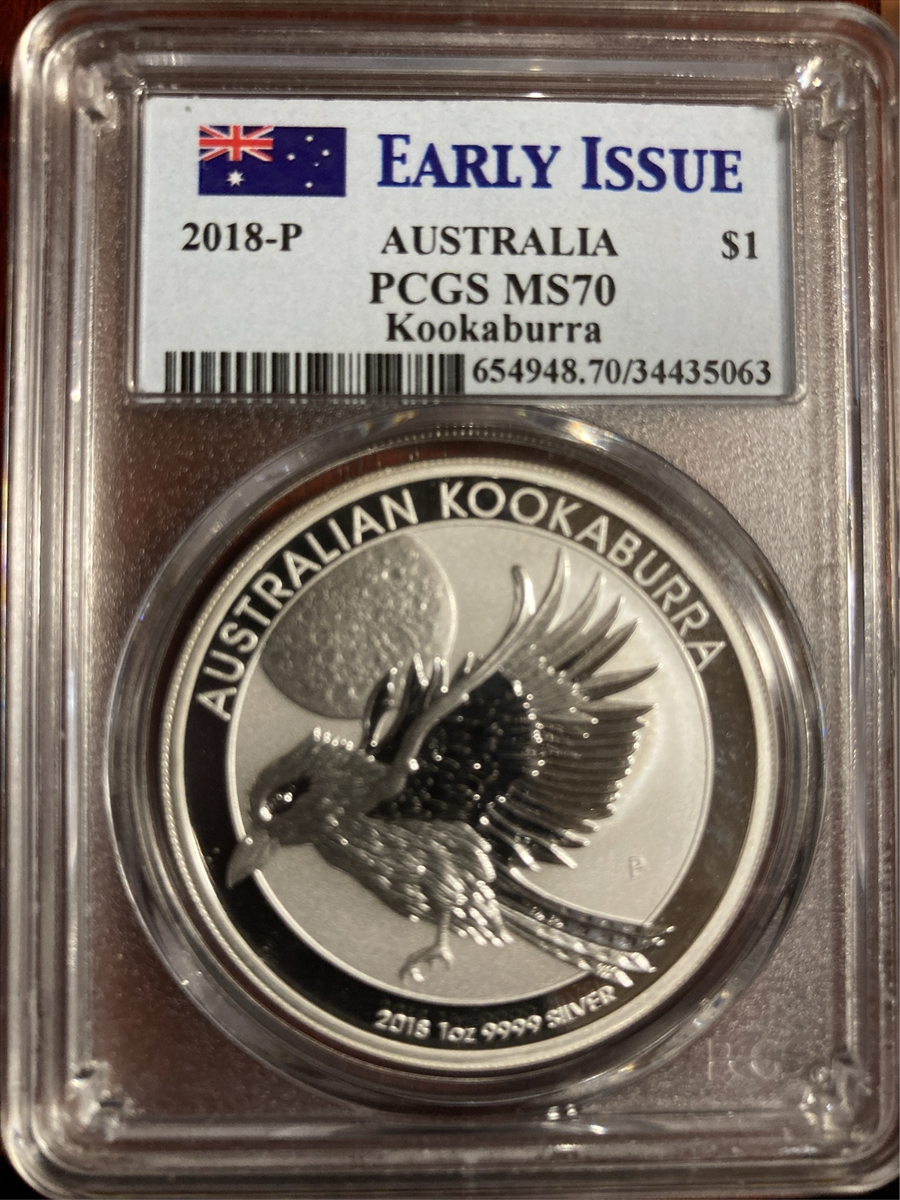 EARLY ISSUE
2018-P AUSTRALIA $1
PCGS MS70
Kookaburra
654948.70/34435063
AUSTRALIAN KOOKABURRA
P
2018 1oz 9999 SILVER